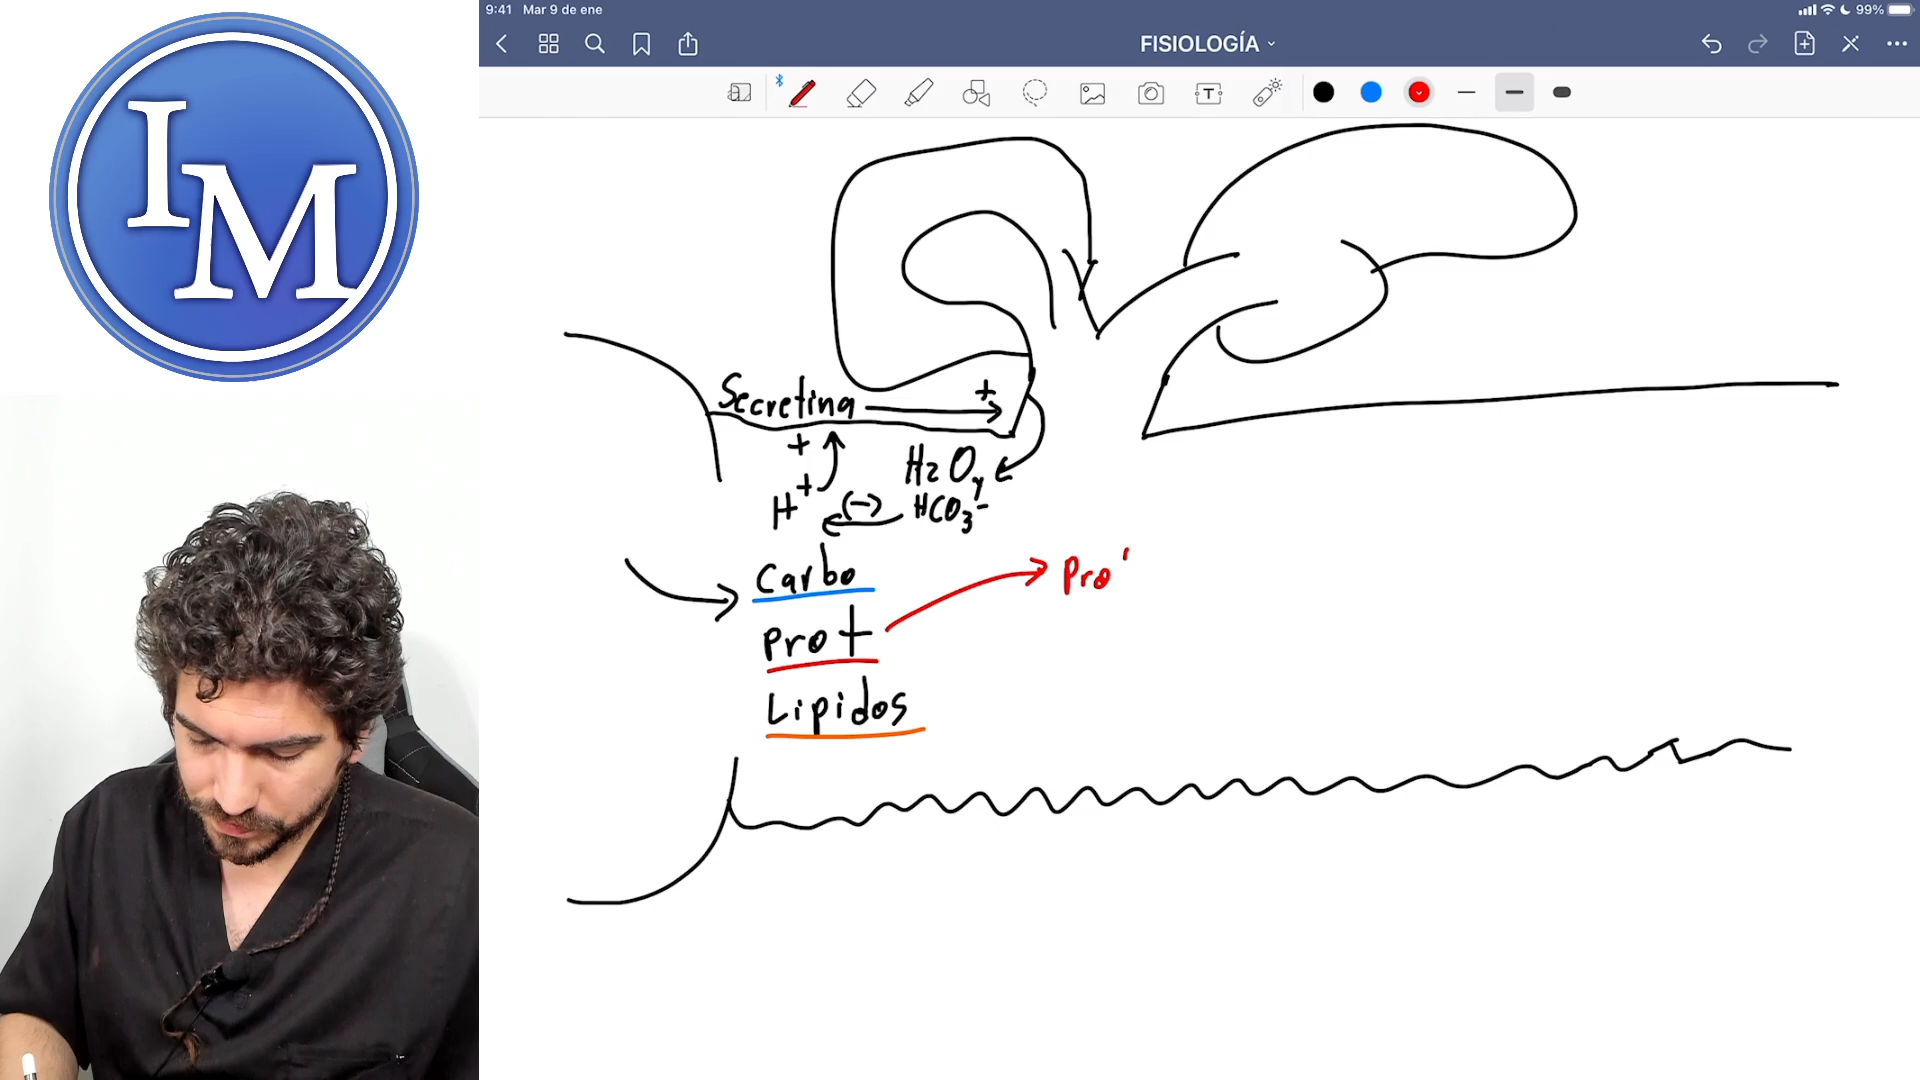 IM
9:41 Mar 9 de ene
99%
FISIOLOGÍA
T
Secretina +
+
H+
H2O y
(-) HCO3-
Carbo
Pro'
Prot
Lipidos